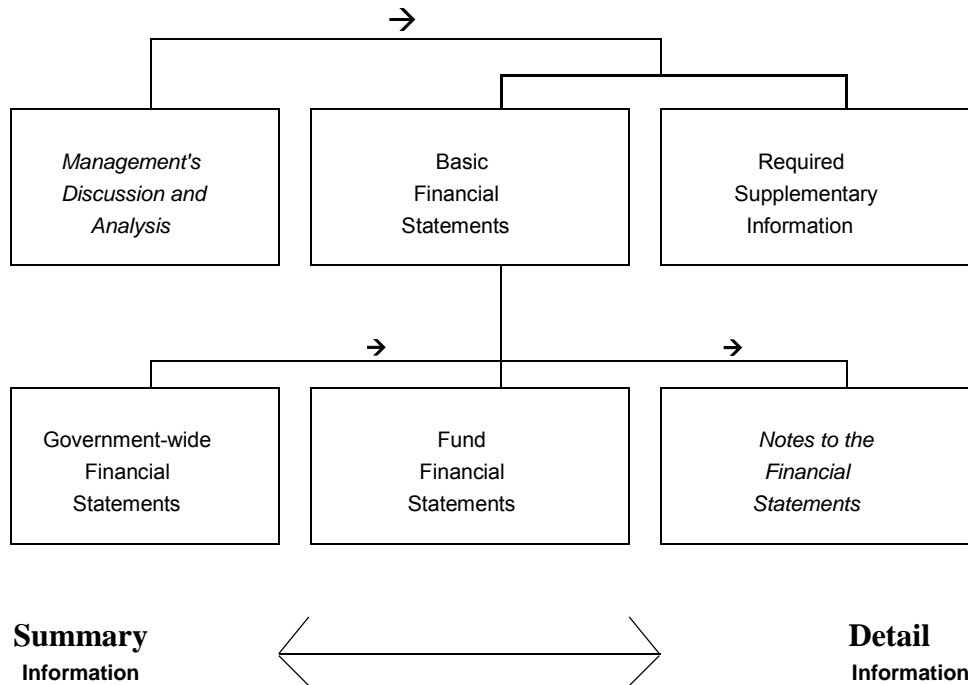 →
Management's
Discussion and
Analysis
Basic
Financial
Statements
Required
Supplementary
Information
→
→
Government-wide
Financial
Statements
Fund
Financial
Statements
Notes to the
Financial
Statements
Summary
Information
Detail
Information